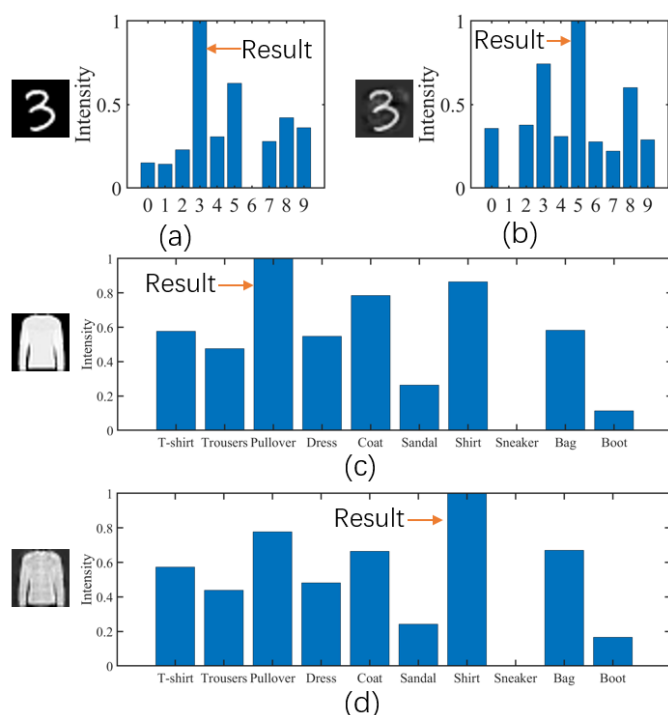 1
Result
Intensity
0.5
0
0 1 2 3 4 5 6 7 8 9
(a)
1
Result
Intensity
0.5
0
0 1 2 3 4 5 6 7 8 9
(b)
1
Result
0.8
0.6
Intensity
0.4
0.2
0
T-shirt Trousers Pullover Dress Coat Sandal Shirt Sneaker Bag Boot
(c)
1
Result
0.8
0.6
Intensity
0.4
0.2
0
T-shirt Trousers Pullover Dress Coat Sandal Shirt Sneaker Bag Boot
(d)
3
3